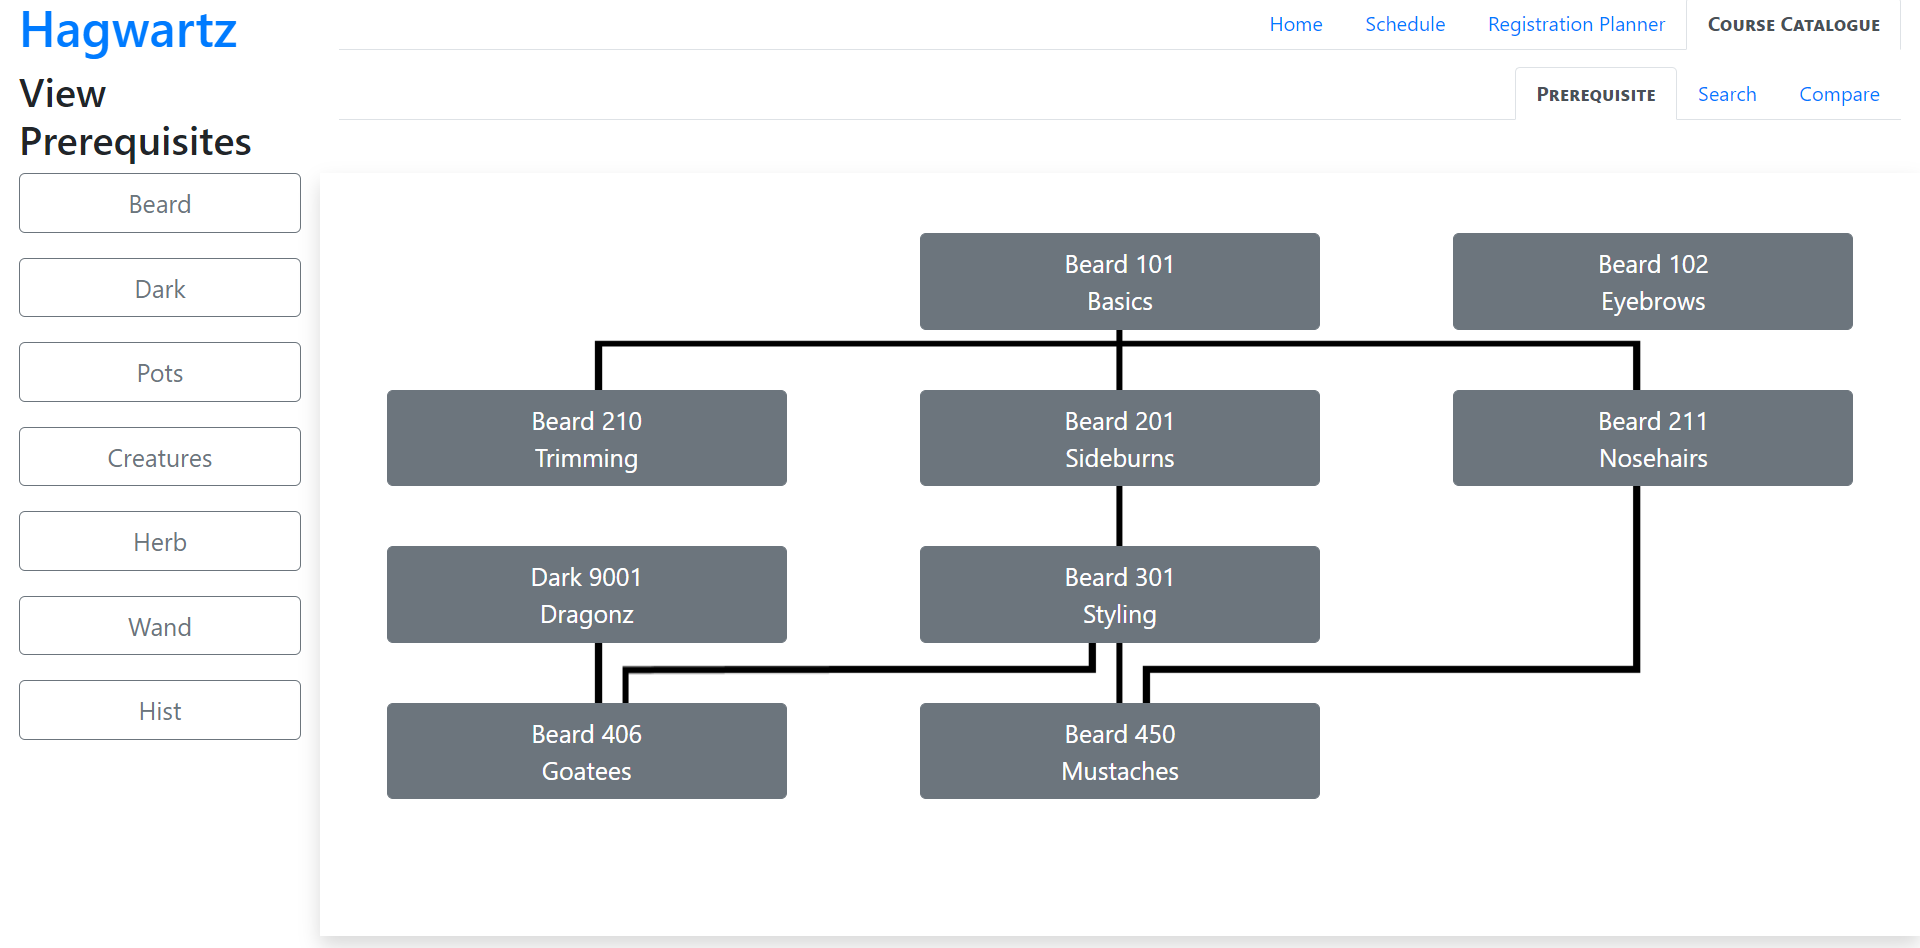 Hagwartz
Home
Schedule
Registration Planner
Course Catalogue
View
Prerequisites
Prerequisite
Search
Compare
Beard
Dark
Pots
Creatures
Herb
Wand
Hist
Beard 101
Basics
Beard 102
Eyebrows
Beard 210
Trimming
Beard 201
Sideburns
Beard 211
Nosehairs
Dark 9001
Dragonz
Beard 301
Styling
Beard 406
Goatees
Beard 450
Mustaches